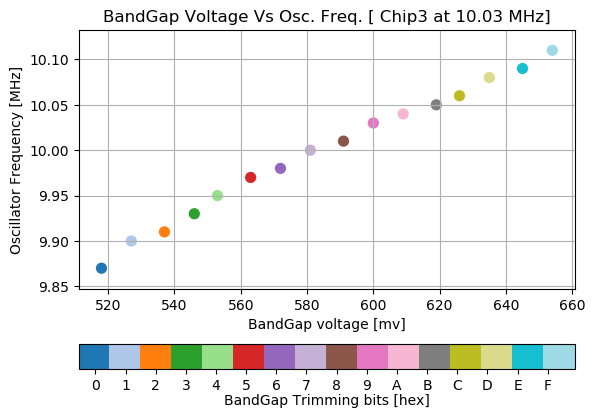 BandGap Voltage Vs Osc. Freq. [ Chip3 at 10.03 MHz]
Oscillator Frequency [MHz]
10.10
10.05
10.00
9.95
9.90
9.85
520 540 560 580 600 620 640 660
BandGap voltage [mv]
0 1 2 3 4 5 6 7 8 9 A B C D E F
BandGap Trimming bits [hex]